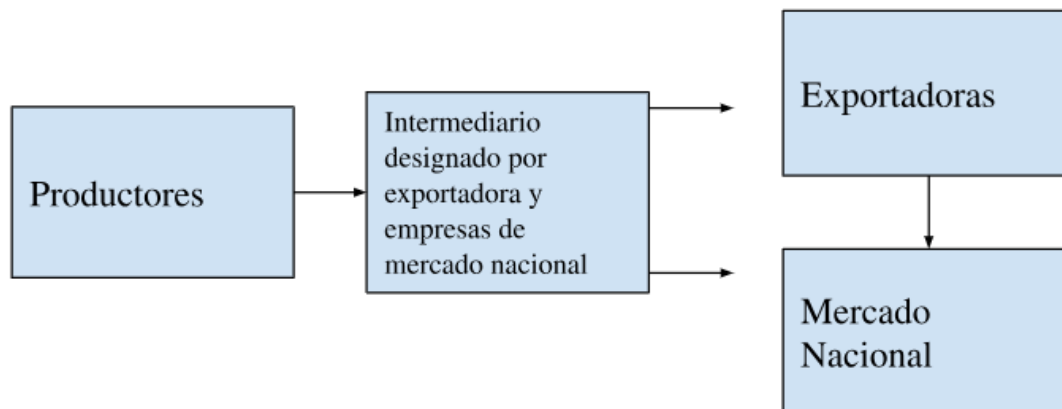 Productores
Intermediario
designado por
exportadora y
empresas de
mercado nacional
Exportadoras
Mercado
Nacional